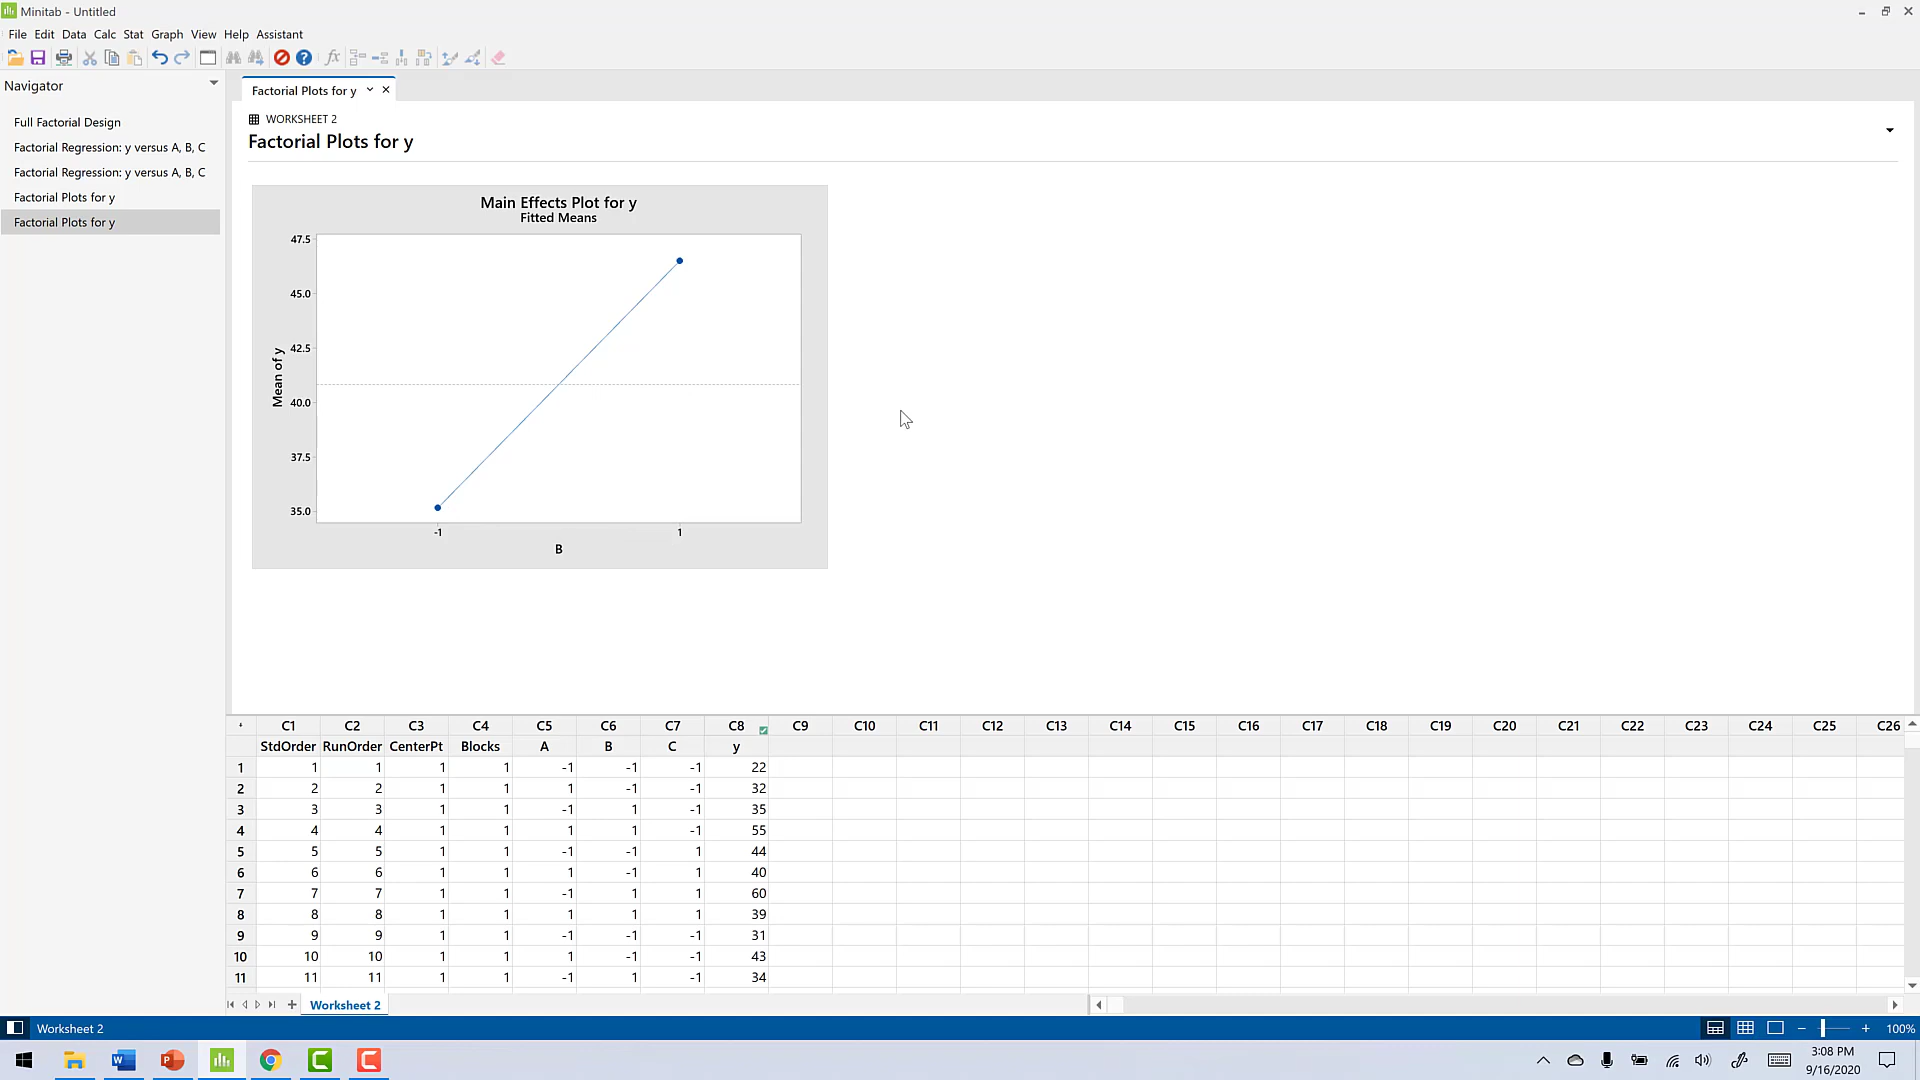 Minitab - Untitled
File Edit Data Calc Stat Graph View Help Assistant
Navigator
Full Factorial Design
Factorial Regression: y versus A, B, C
Factorial Regression: y versus A, B, C
Factorial Plots for y
Factorial Plots for y
Factorial Plots for y
WORKSHEET 2
Factorial Plots for y
Main Effects Plot for y
Fitted Means
47.5
45.0
42.5
40.0
37.5
35.0
Mean of y
-1 1
B
C1 C2 C3 C4 C5 C6 C7 C8 C9 C10 C11 C12 C13 C14 C15 C16 C17 C18 C19 C20 C21 C22 C23 C24 C25 C26
StdOrder RunOrder CenterPt Blocks A B C y
1 1 1 1 1 -1 -1 -1 22
2 2 2 1 1 1 -1 -1 32
3 3 3 1 1 -1 1 -1 35
4 4 4 1 1 1 1 -1 55
5 5 5 1 1 -1 -1 1 44
6 6 6 1 1 1 -1 1 40
7 7 7 1 1 -1 1 1 60
8 8 8 1 1 1 1 1 39
9 9 9 1 1 -1 -1 -1 31
10 10 10 1 1 1 -1 -1 43
11 11 11 1 1 -1 1 -1 34
Worksheet 2
Worksheet 2
100%
3:08 PM
9/16/2020